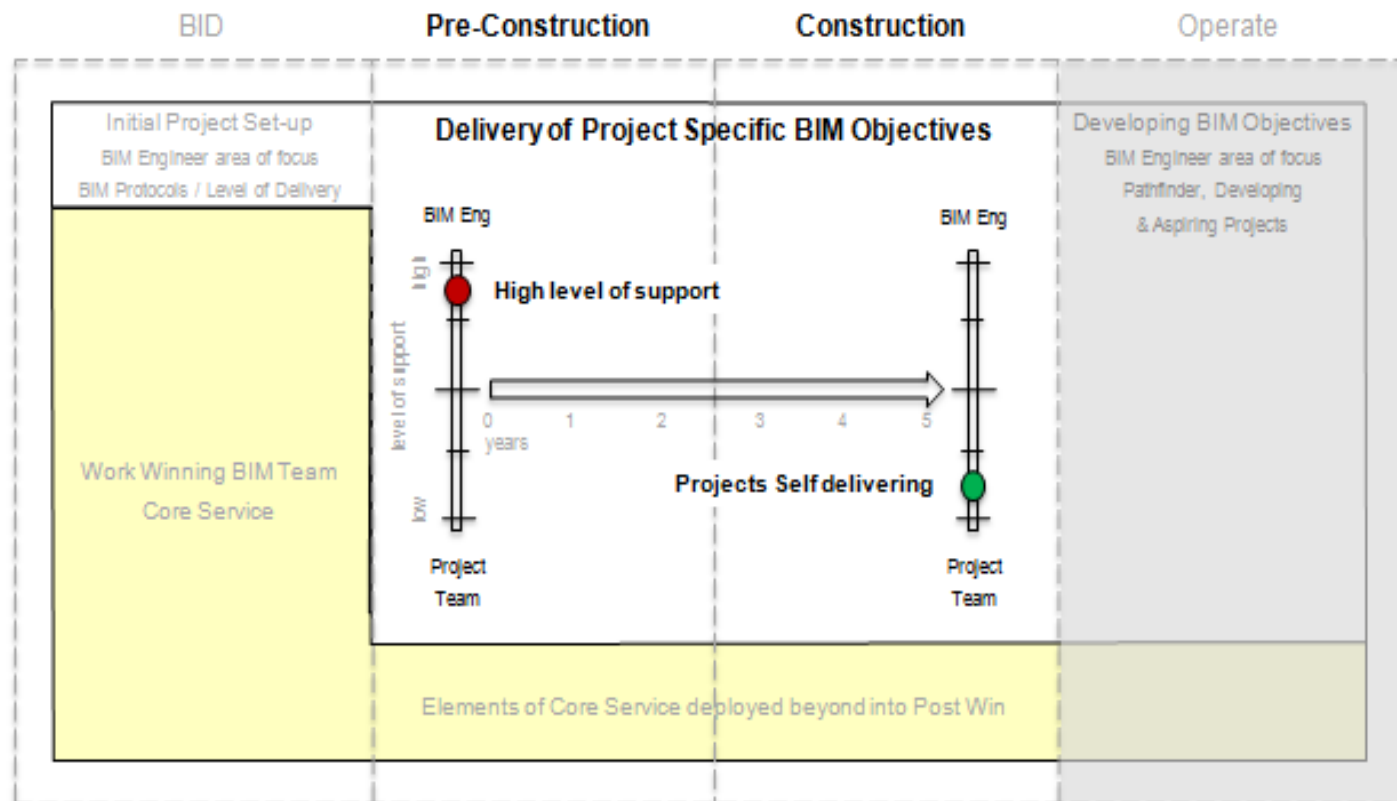 BID
Pre-Construction
Construction
Operate
Initial Project Set-up
BIM Engineer area of focus
BIM Protocols / Level of Delivery
Delivery of Project Specific BIM Objectives
Developing BIM Objectives
BIM Engineer area of focus
Pathfinder, Developing
& Aspiring Projects
BIM Eng
BIM Eng
high
High level of support
level of support
0
1
2
3
4
5
years
Work Winning BIM Team
Core Service
Projects Self delivering
low
Project
Team
Project
Team
Elements of Core Service deployed beyond into Post Win